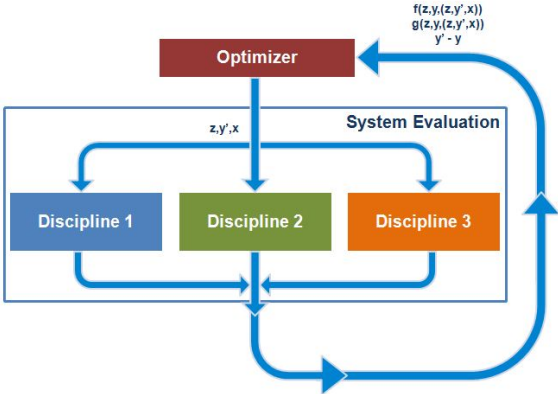 f(z,y,(z,y',x))
g(z,y,(z,y',x))
y' - y
Optimizer
System Evaluation
z,y',x
Discipline 1
Discipline 2
Discipline 3